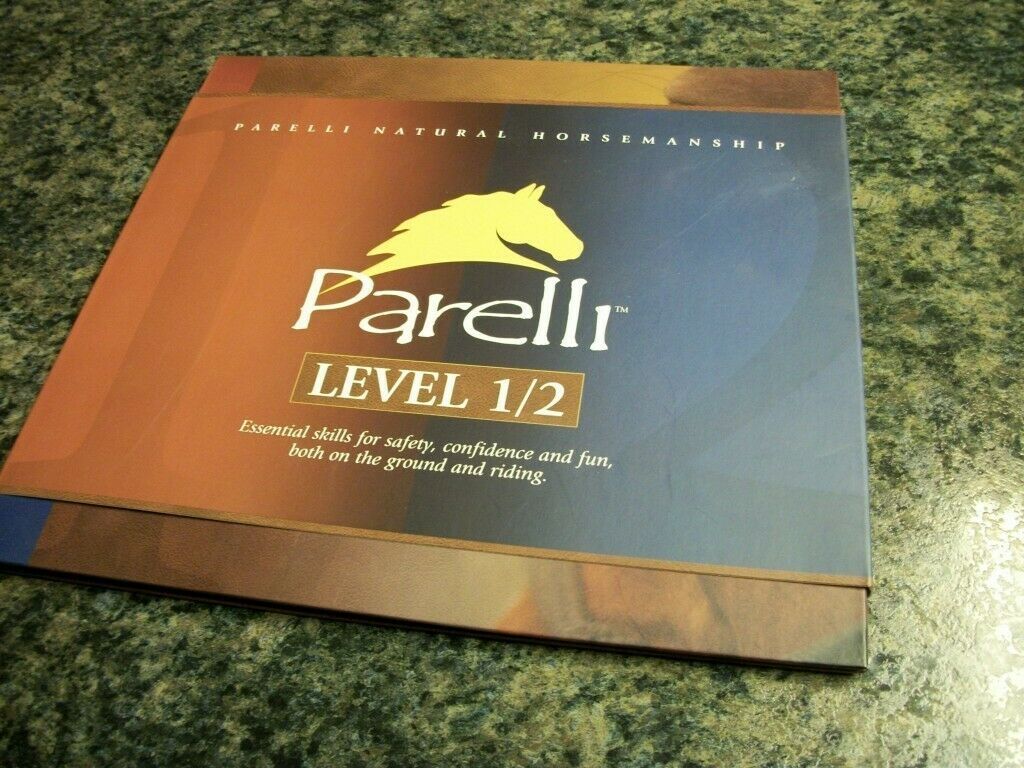 PARELLI NATURAL HORSEMANSHIP
Parelli™
LEVEL 1/2
Essential skills for safety, confidence and fun,
both on the ground and riding.